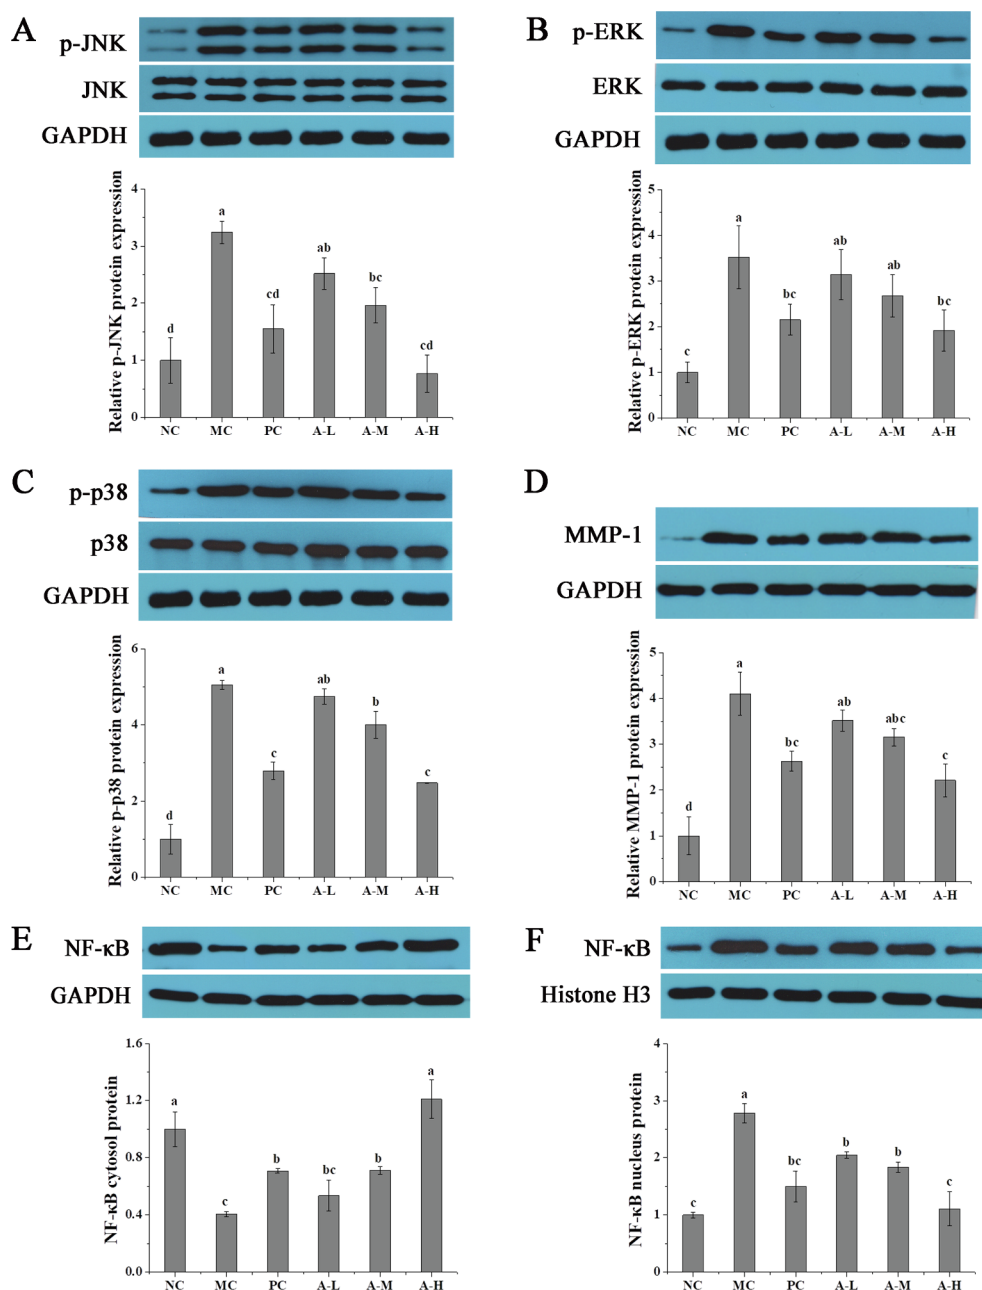 A
p-JNK
JNK
GAPDH
Relative p-JNK protein expression
4
3
2
1
0
a
ab
bc
cd
d
cd
NC MC PC A-L A-M A-H
B
p-ERK
ERK
GAPDH
Relative p-ERK protein expression
5
4
3
2
1
0
a
ab
ab
bc
bc
c
NC MC PC A-L A-M A-H
C
p-p38
p38
GAPDH
Relative p-p38 protein expression
6
4
2
0
a
ab
b
c
c
d
NC MC PC A-L A-M A-H
D
MMP-1
GAPDH
Relative MMP-1 protein expression
5
4
3
2
1
0
a
ab
abc
bc
c
d
NC MC PC A-L A-M A-H
E
NF-κB
GAPDH
NF-κB cytosol protein
1.6
1.2
0.8
0.4
0.0
a
a
b
b
bc
c
NC MC PC A-L A-M A-H
F
NF-κB
Histone H3
NF-κB nucleus protein
4
3
2
1
0
a
b
b
bc
c
c
NC MC PC A-L A-M A-H